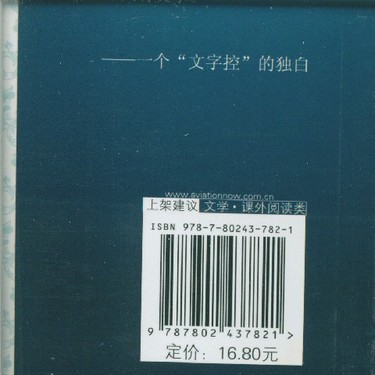 ——一个“文字控”的独白
www.aviationnow.com.cn
上架建议 文学·课外阅读类
ISBN 978-7-80243-782-1
9 787802 437821 >
定价：16.80元